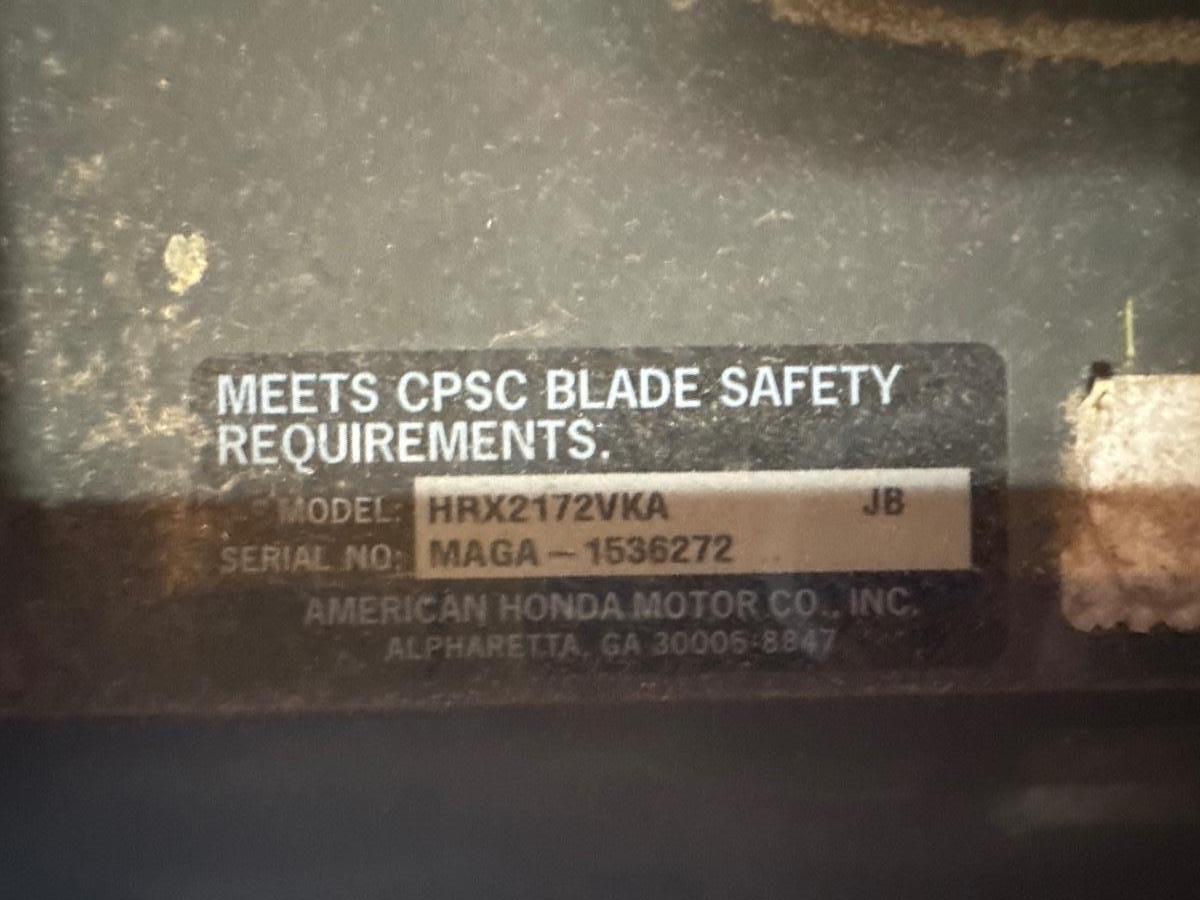 MEETS CPSC BLADE SAFETY
REQUIREMENTS.
MODEL: HRX2172VKA JB
SERIAL NO: MAGA – 1536272
AMERICAN HONDA MOTOR CO., INC.
ALPHARETTA, GA 30005-8847